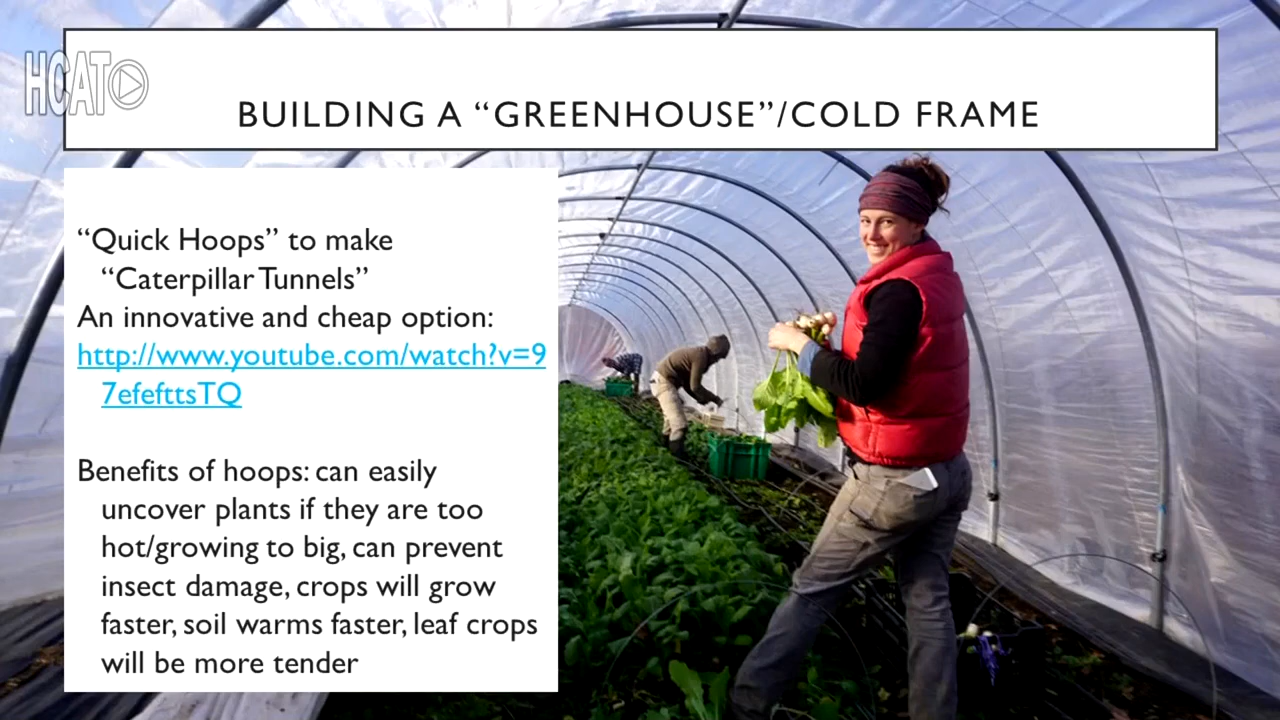 HCAT
BUILDING A “GREENHOUSE”/COLD FRAME
“Quick Hoops” to make
“Caterpillar Tunnels”
An innovative and cheap option:
http://www.youtube.com/watch?v=9
7efefttsTQ
Benefits of hoops: can easily
uncover plants if they are too
hot/growing to big, can prevent
insect damage, crops will grow
faster, soil warms faster, leaf crops
will be more tender